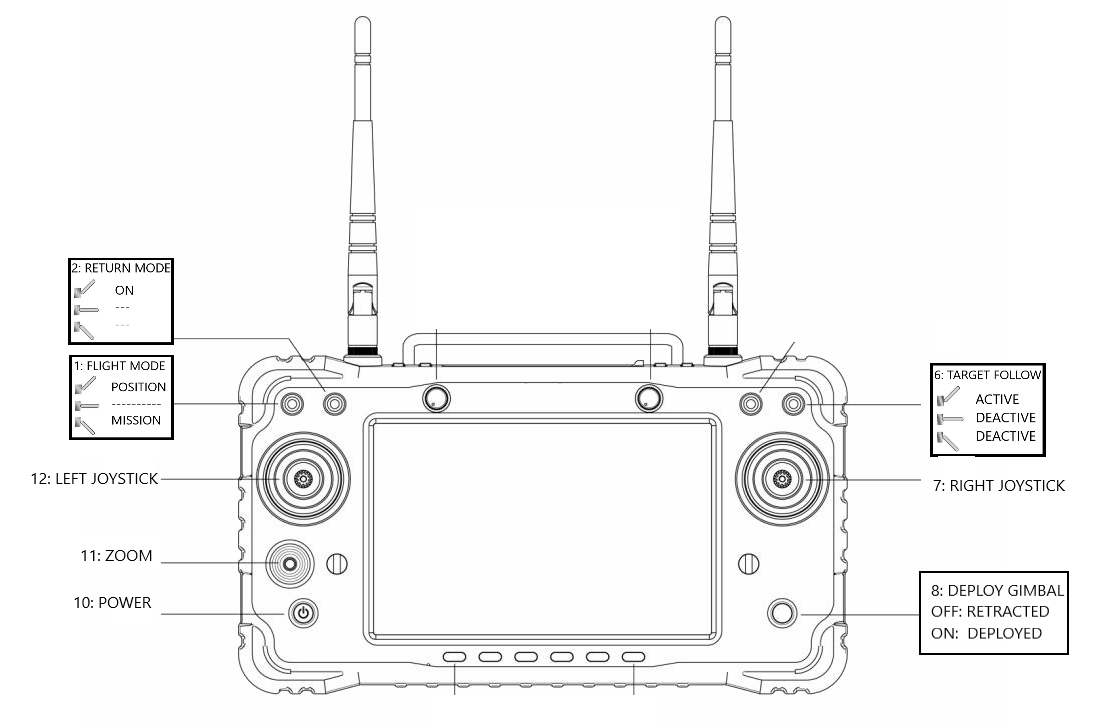 2: RETURN MODE
ON
---
---
1: FLIGHT MODE
POSITION
----------
MISSION
12: LEFT JOYSTICK
11: ZOOM
10: POWER
6: TARGET FOLLOW
ACTIVE
DEACTIVE
DEACTIVE
7: RIGHT JOYSTICK
8: DEPLOY GIMBAL
OFF: RETRACTED
ON: DEPLOYED